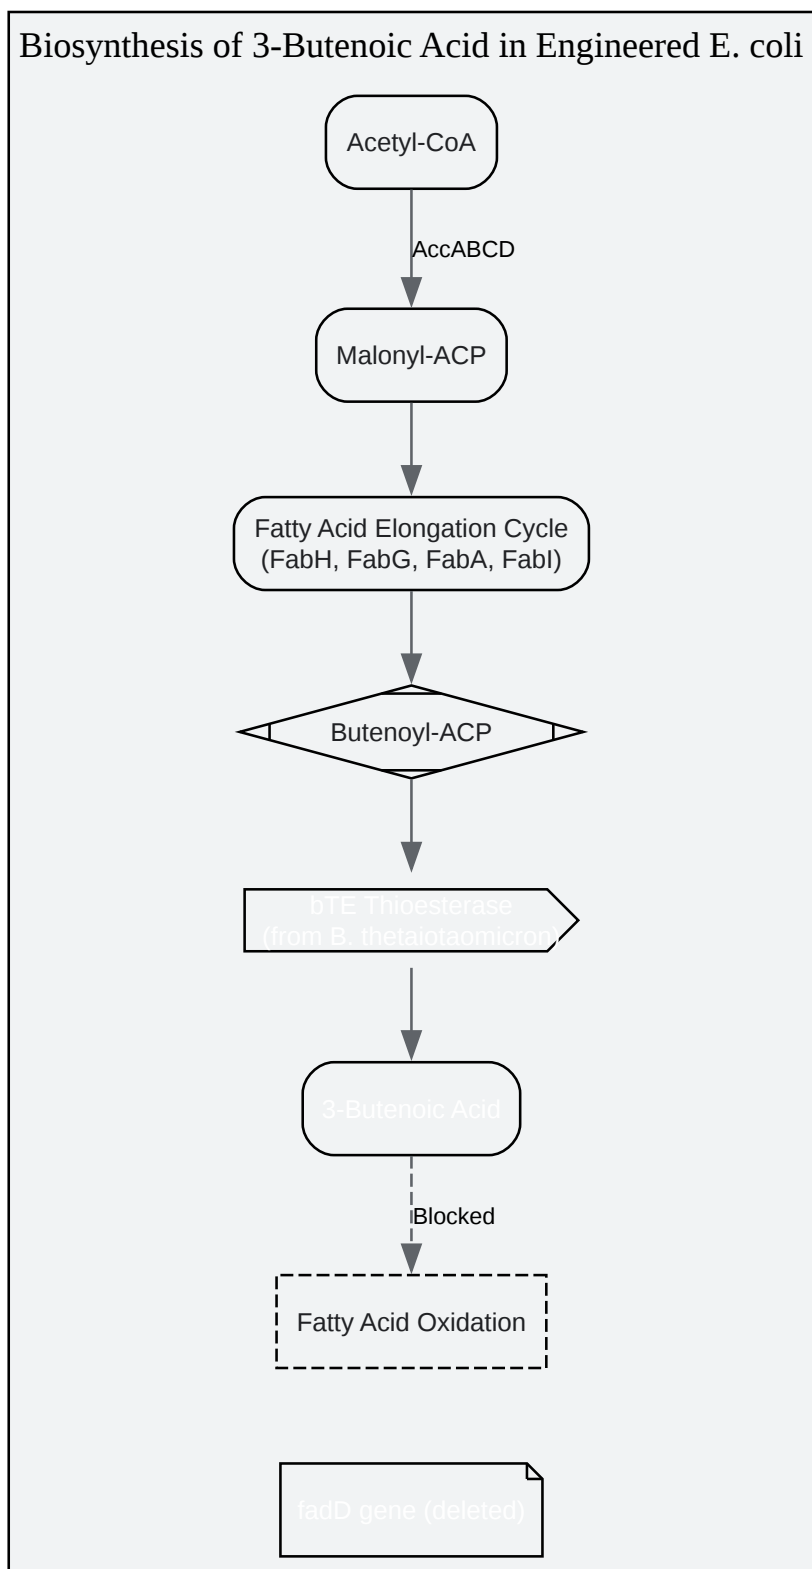 Biosynthesis of 3-Butenoic Acid in Engineered E. coli
Acetyl-CoA
AccABCD
Malonyl-ACP
Fatty Acid Elongation Cycle
(FabH, FabG, FabA, FabI)
Butenoyl-ACP
bTE Thioesterase
(from B. thetaiotaomicron)
3-Butenoic Acid
Blocked
Fatty Acid Oxidation
fadD gene (deleted)